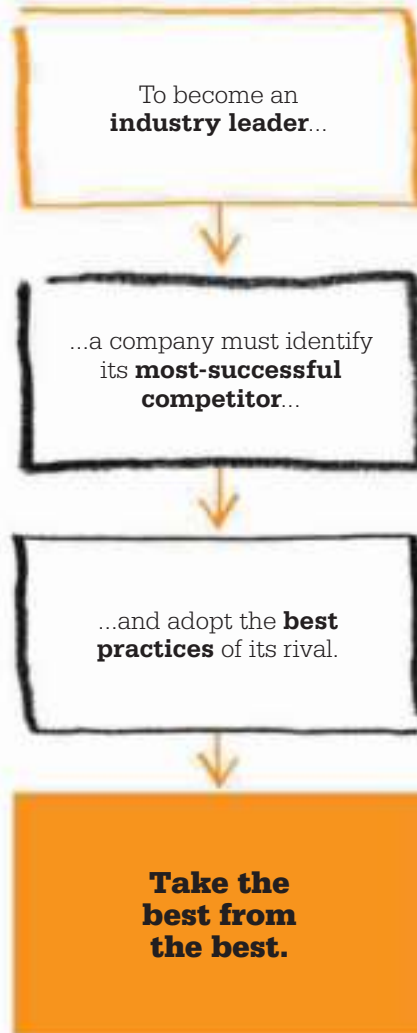 To become an
industry leader...
...a company must identify
its most-successful
competitor...
...and adopt the best
practices of its rival.
Take the
best from
the best.